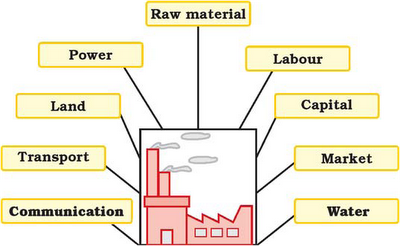 Raw material
Power
Labour
Land
Capital
Transport
Market
Communication
Water